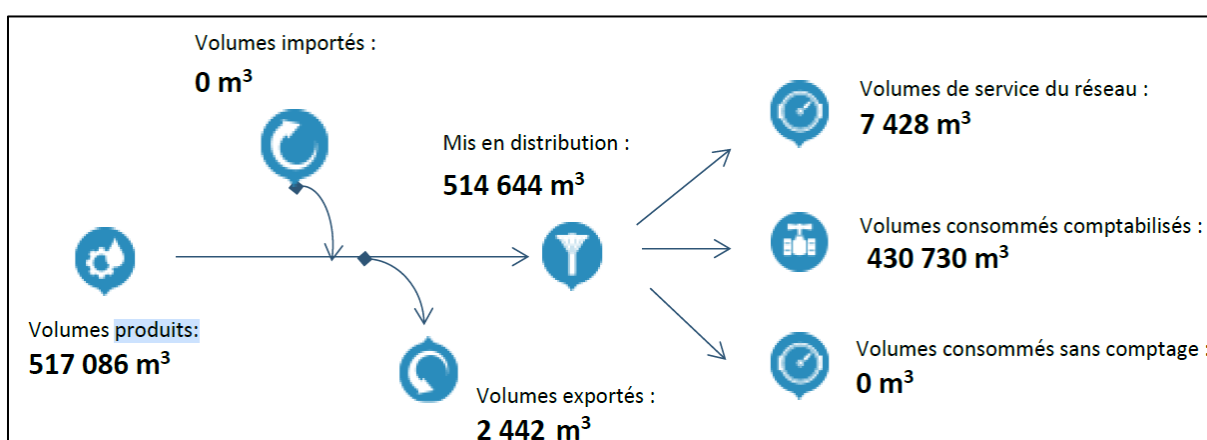 Volumes importés :
0 m³
Volumes de service du réseau :
7 428 m³
Mis en distribution :
514 644 m³
Volumes consommés comptabilisés :
430 730 m³
Volumes produits:
517 086 m³
Volumes consommés sans comptage :
0 m³
Volumes exportés :
2 442 m³